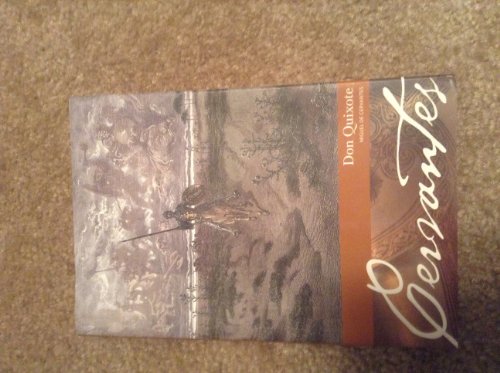 Don Quixote
MIGUEL DE CERVANTES
Cervantes